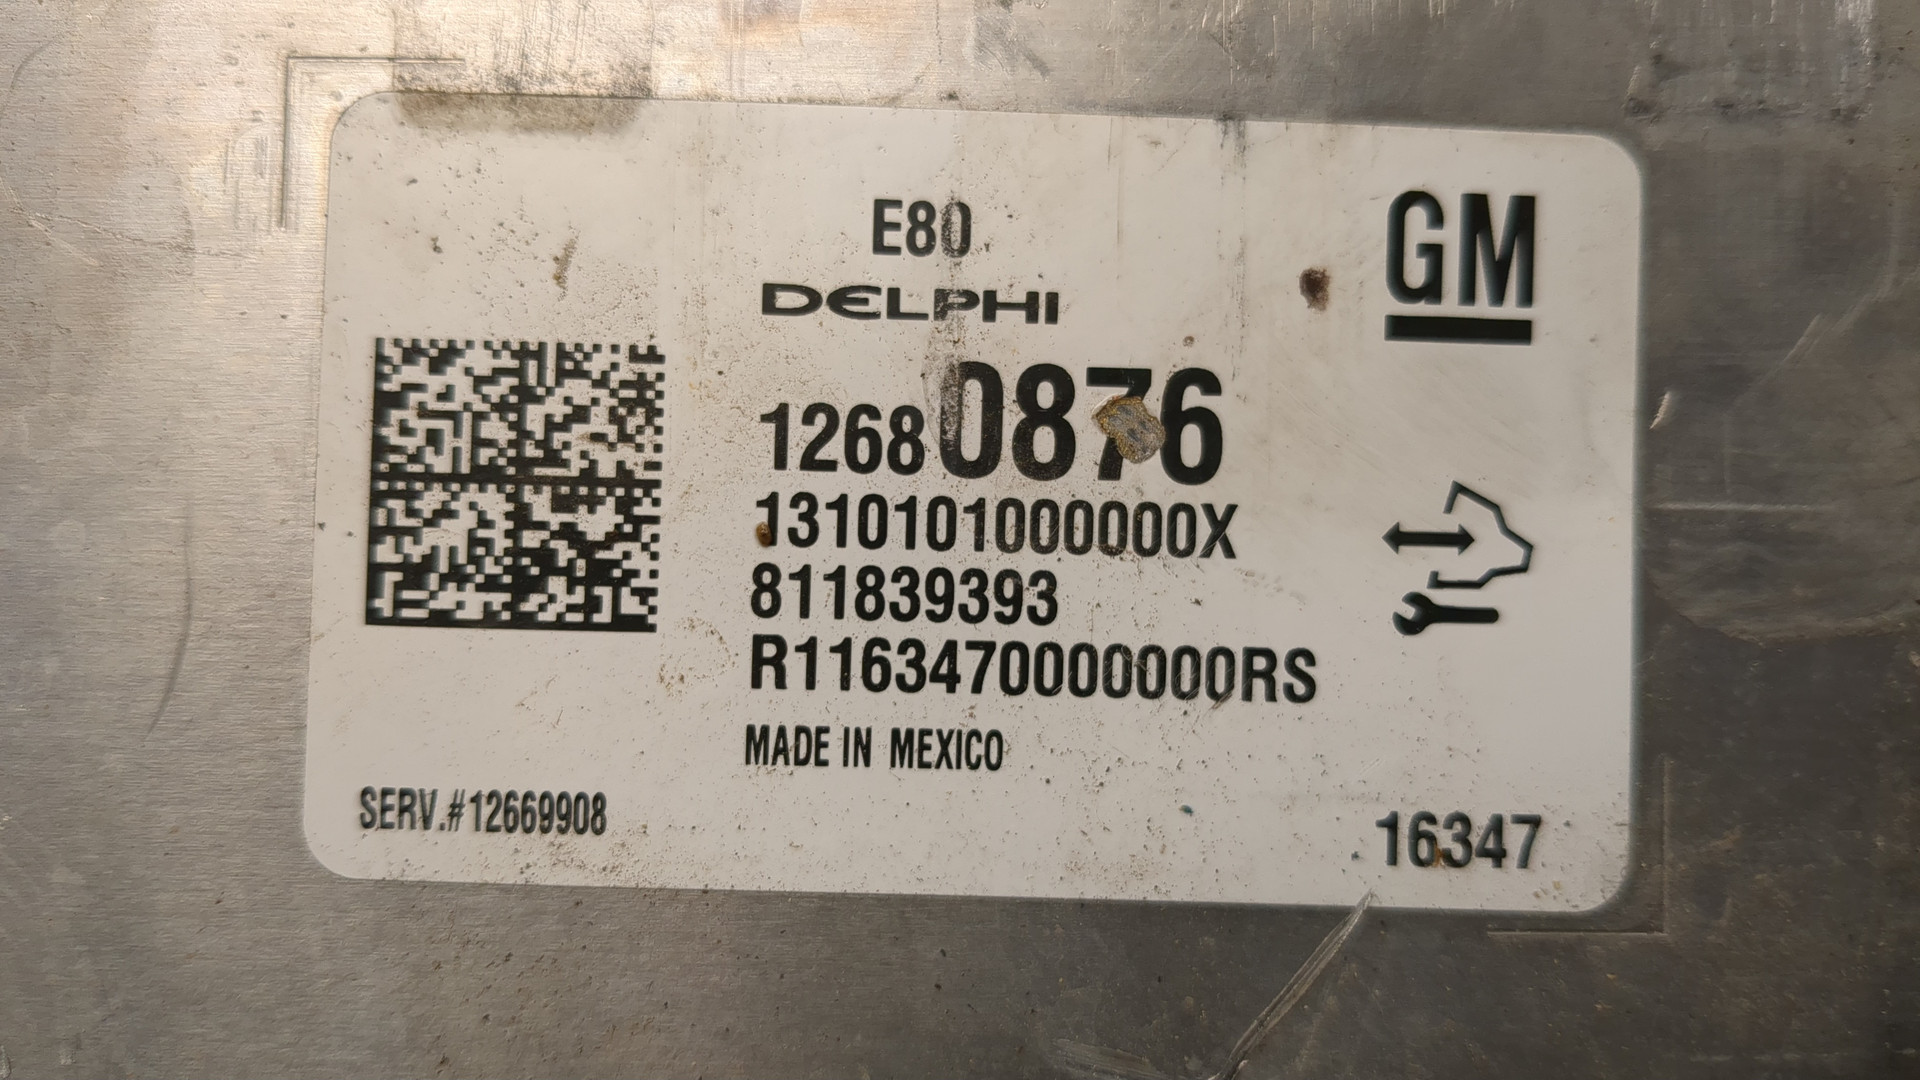 E80
DELPHI
GM
12680876
1310101000000X
811839393
R1163470000000RS
MADE IN MEXICO
SERV.#12669908
16347